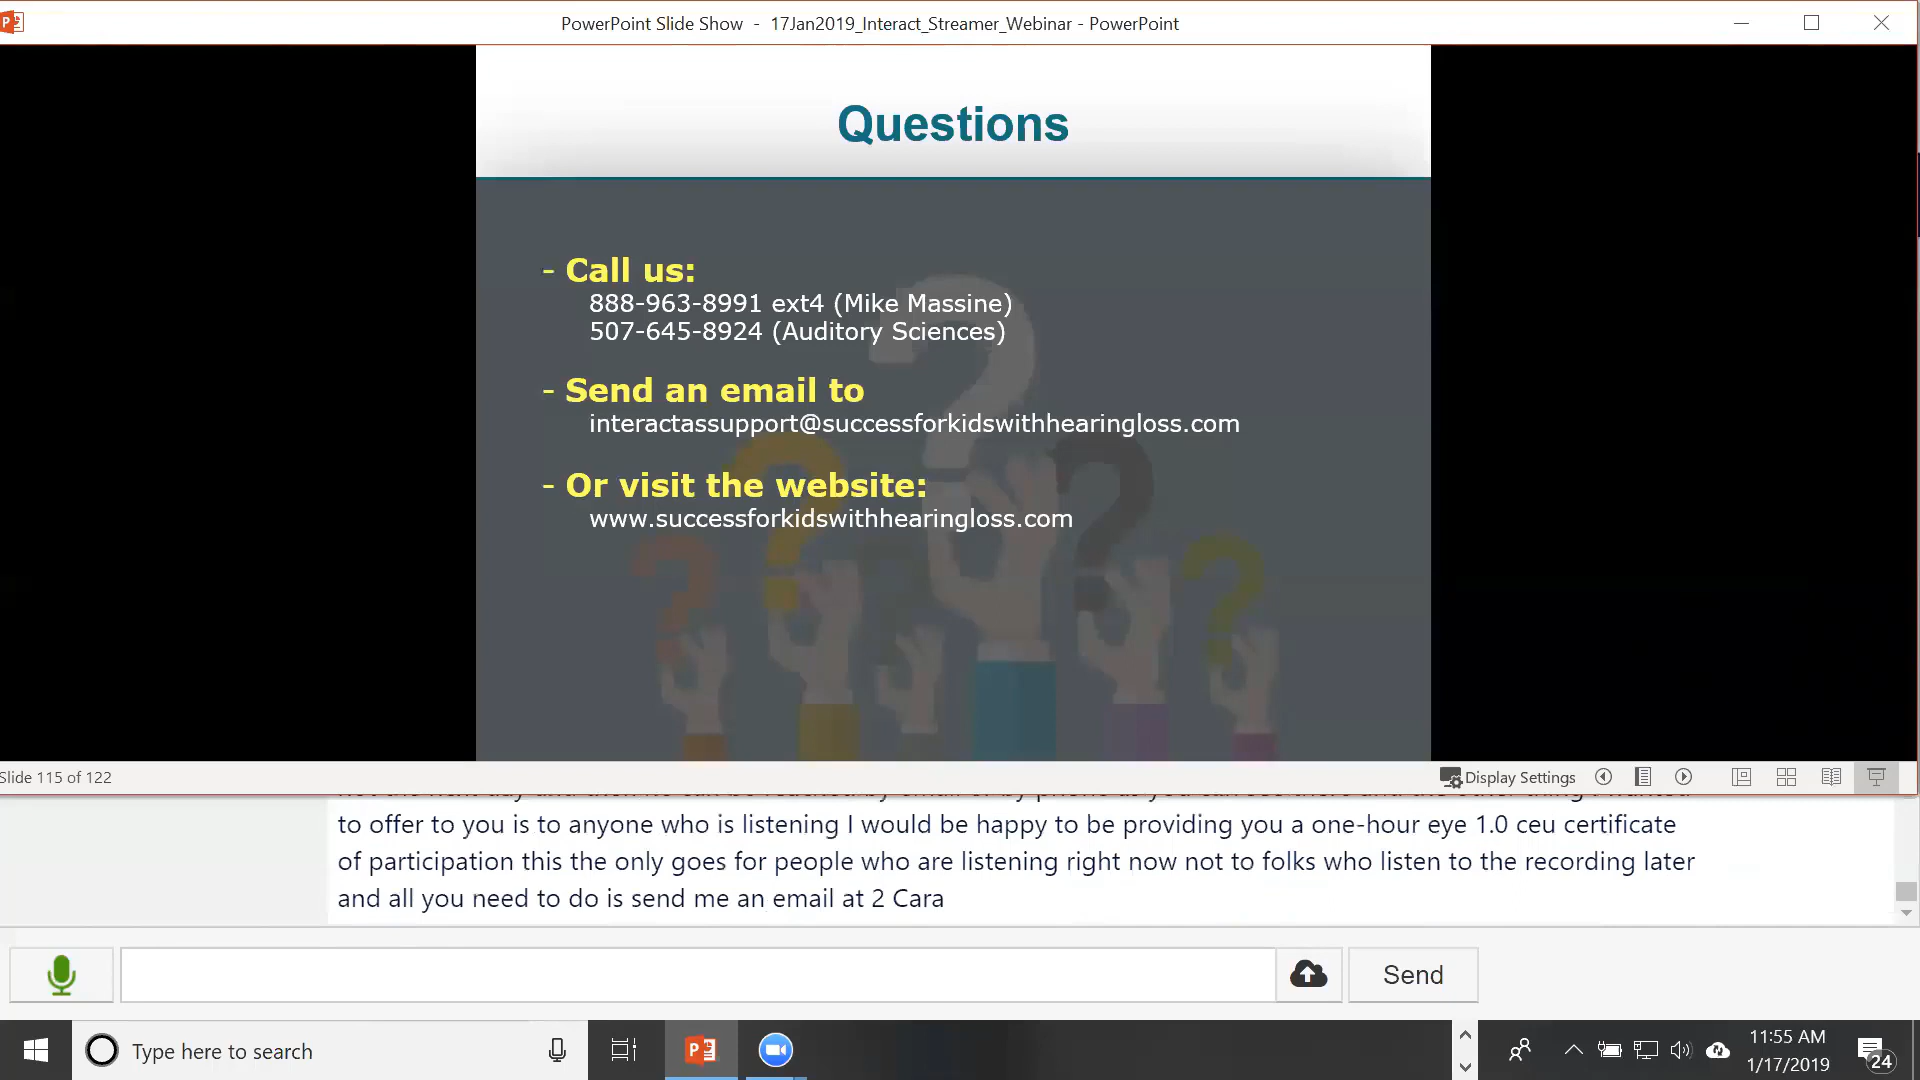 PowerPoint Slide Show - 17Jan2019_Interact_Streamer_Webinar - PowerPoint
Questions
- Call us:
888-963-8991 ext4 (Mike Massine)
507-645-8924 (Auditory Sciences)
- Send an email to
interactassupport@successforkidswithhearingloss.com
- Or visit the website:
www.successforkidswithhearingloss.com
Slide 115 of 122
Display Settings
to offer to you is to anyone who is listening I would be happy to be providing you a one-hour eye 1.0 ceu certificate
of participation this the only goes for people who are listening right now not to folks who listen to the recording later
and all you need to do is send me an email at 2 Cara
Send
Type here to search
11:55 AM
1/17/2019
24